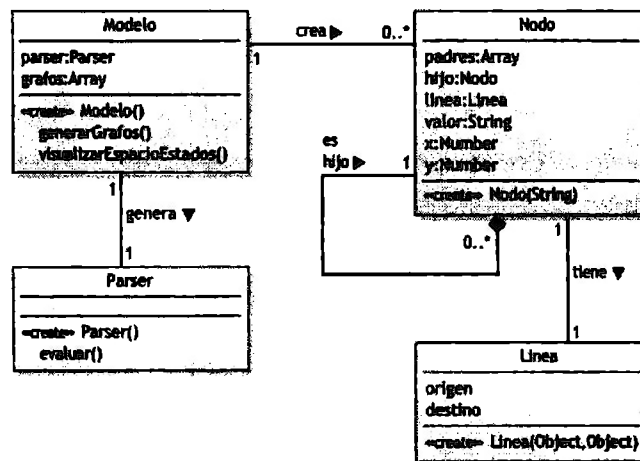 Modelo
parser:Parser
grafos:Array
«create» Modelo()
generarGrafos()
visualizarEspacioEstados()
crea ▶
1
0..*
Nodo
padres:Array
hijo:Nodo
linea:Linea
valor:String
x:Number
y:Number
«create» Nodo(String)
es
hijo ▶
1
0..*
1
genera ▼
1
Parser
«create» Parser()
evaluar()
1
tiene ▼
1
Linea
origen
destino
«create» Linea(Object,Object)